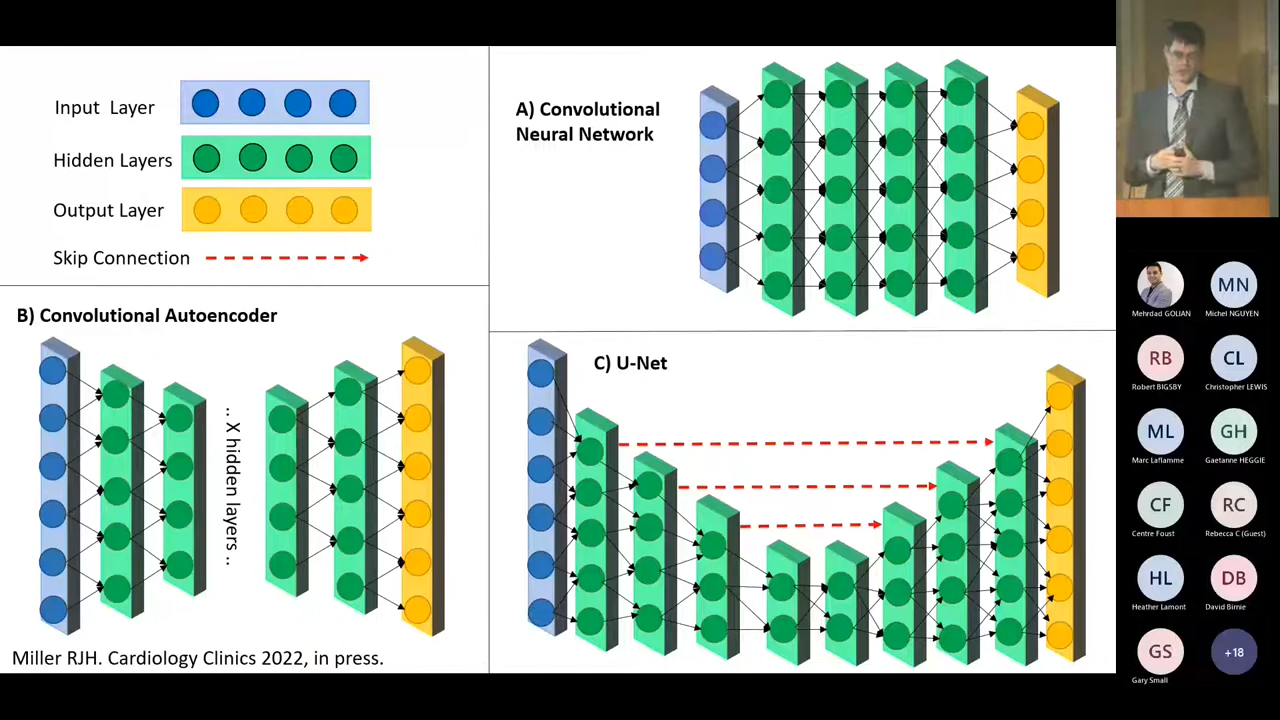 Input Layer
Hidden Layers
Output Layer
Skip Connection
A) Convolutional
Neural Network
B) Convolutional Autoencoder
.. X hidden layers ..
C) U-Net
Miller RJH. Cardiology Clinics 2022, in press.
MN
Mehrdad GOLIAN
Michel NGUYEN
RB
CL
Robert BIGSBY
Christopher LEWIS
ML
GH
Marc Laflamme
Gaetanne HEGGIE
CF
RC
Centre Foust
Rebecca C (Guest)
HL
DB
Heather Lamont
David Birnie
GS
+18
Gary Small